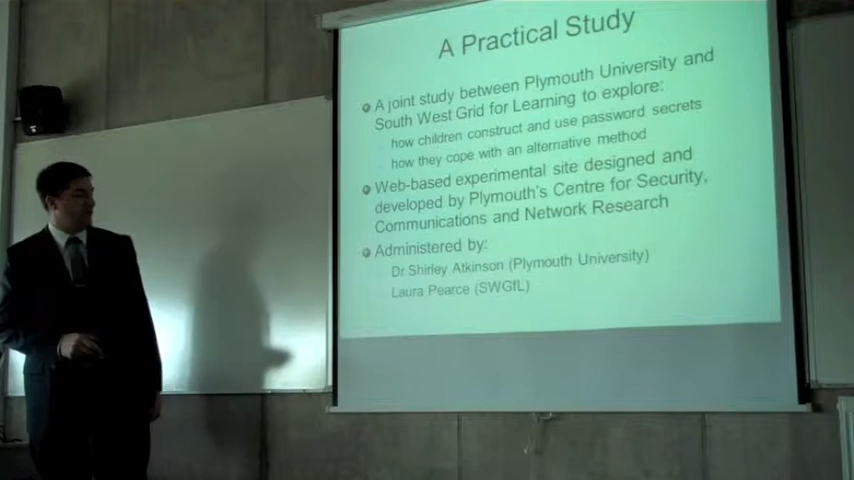 A Practical Study
A joint study between Plymouth University and
South West Grid for Learning to explore:
how children construct and use password secrets
how they cope with an alternative method
Web-based experimental site designed and
developed by Plymouth's Centre for Security,
Communications and Network Research
Administered by:
Dr Shirley Atkinson (Plymouth University)
Laura Pearce (SWGfL)